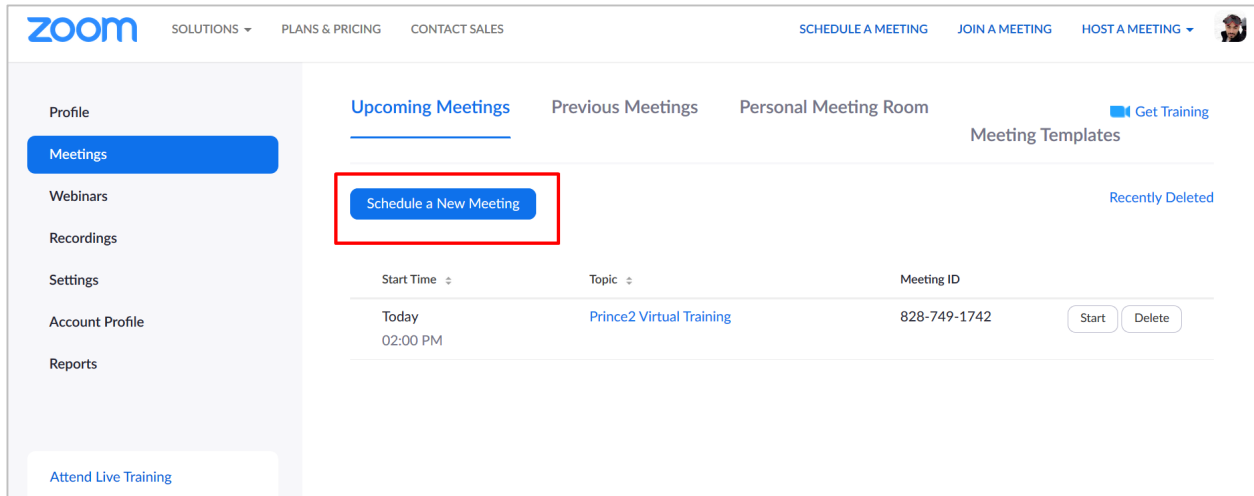 zoom SOLUTIONS PLANS & PRICING CONTACT SALES SCHEDULE A MEETING JOIN A MEETING HOST A MEETING
Profile
Meetings
Webinars
Recordings
Settings
Account Profile
Reports
Attend Live Training
Upcoming Meetings Previous Meetings Personal Meeting Room Get Training
Meeting Templates
Schedule a New Meeting Recently Deleted
Start Time Topic Meeting ID
Today Prince2 Virtual Training 828-749-1742 Start Delete
02:00 PM